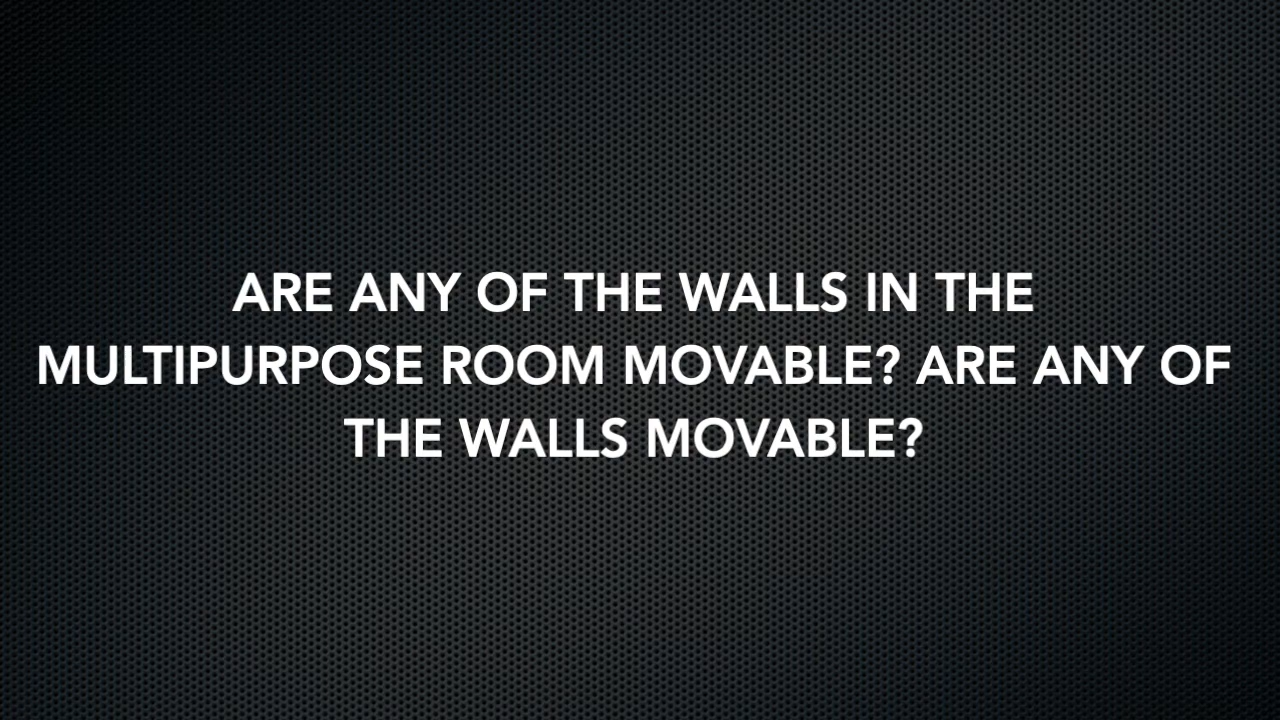 ARE ANY OF THE WALLS IN THE
MULTIPURPOSE ROOM MOVABLE? ARE ANY OF
THE WALLS MOVABLE?